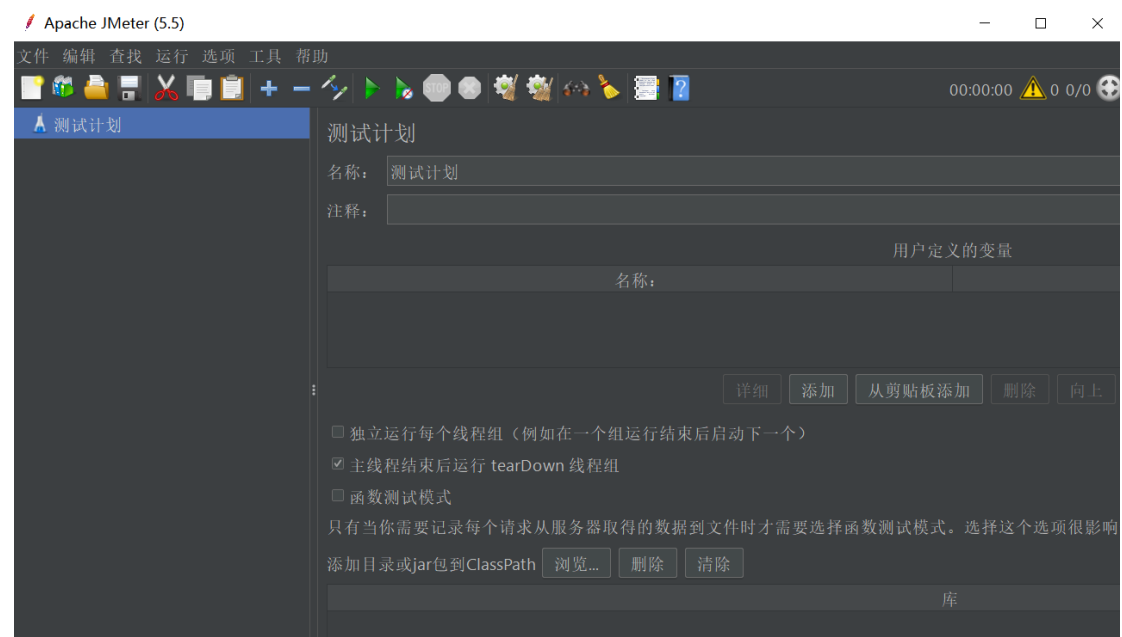 Apache JMeter (5.5)
文件 编辑 查找 运行 选项 工具 帮助
STOP
00:00:00 0 0/0
测试计划
测试计划
名称： 测试计划
注释：
用户定义的变量
名称：
详细 添加 从剪贴板添加 删除 向上
独立运行每个线程组（例如在一个组运行结束后启动下一个）
主线程结束后运行 tearDown 线程组
函数测试模式
只有当你需要记录每个请求从服务器取得的数据到文件时才需要选择函数测试模式。选择这个选项很影响
添加目录或jar包到ClassPath 浏览... 删除 清除
库